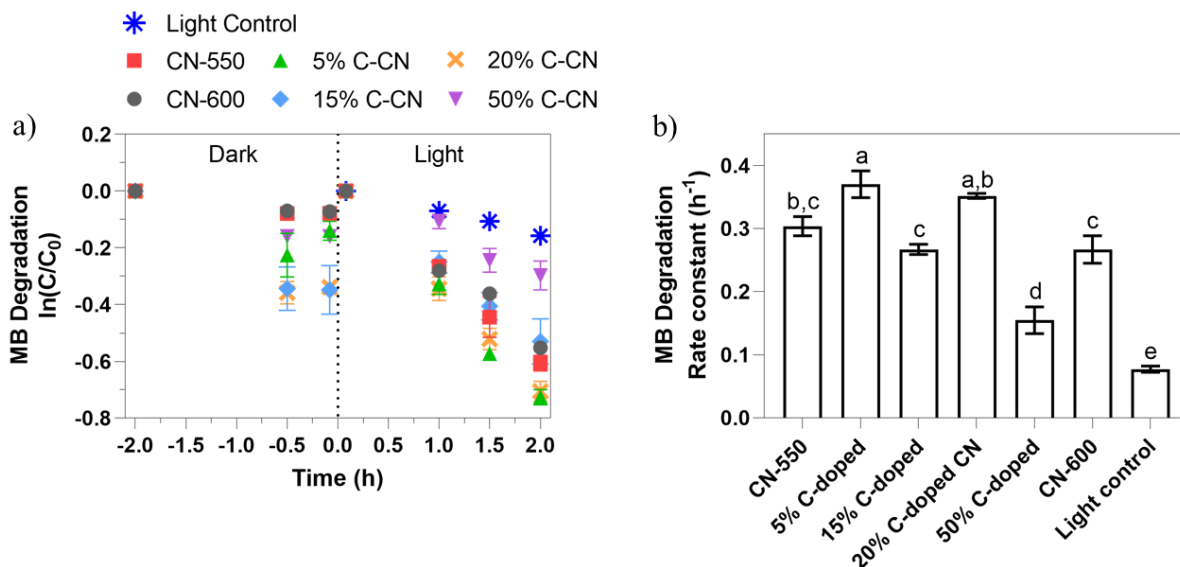 Light Control
CN-550 5% C-CN 20% C-CN
CN-600 15% C-CN 50% C-CN
a)
Dark Light
0.2
0.0
-0.2
-0.4
-0.6
-0.8
MB Degradation
ln(C/C₀)
-2.0 -1.5 -1.0 -0.5 0.0 0.5 1.0 1.5 2.0
Time (h)
b)
0.4
0.3
0.2
0.1
0.0
MB Degradation
Rate constant (h⁻¹)
b,c a c a,b d c e
CN-550
5% C-doped
15% C-doped
20% C-doped CN
50% C-doped
CN-600
Light control